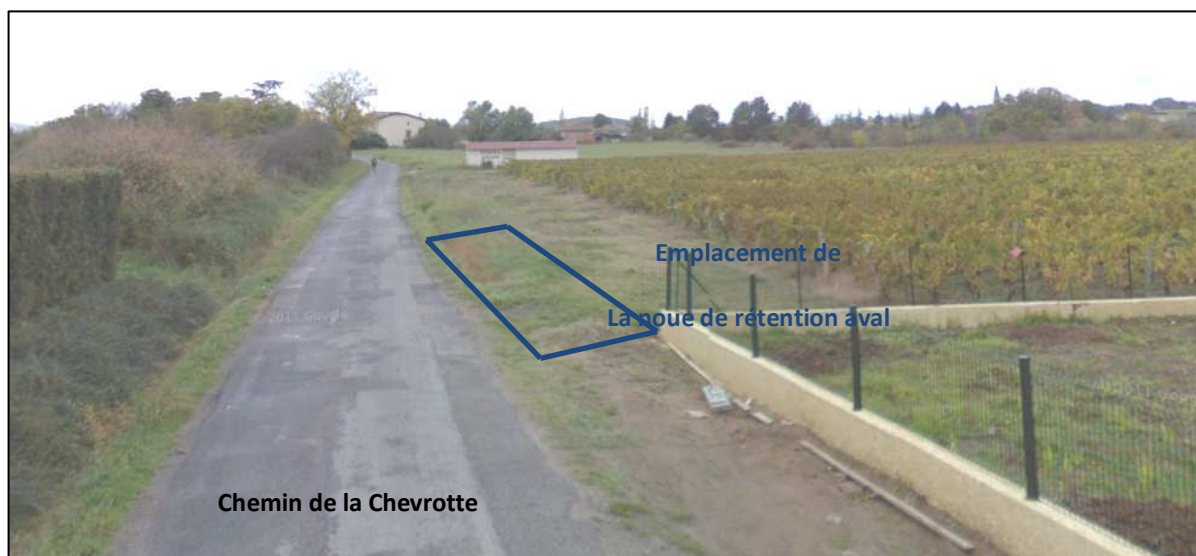 Emplacement de
La noue de rétention aval
© 2011 Google
Chemin de la Chevrotte